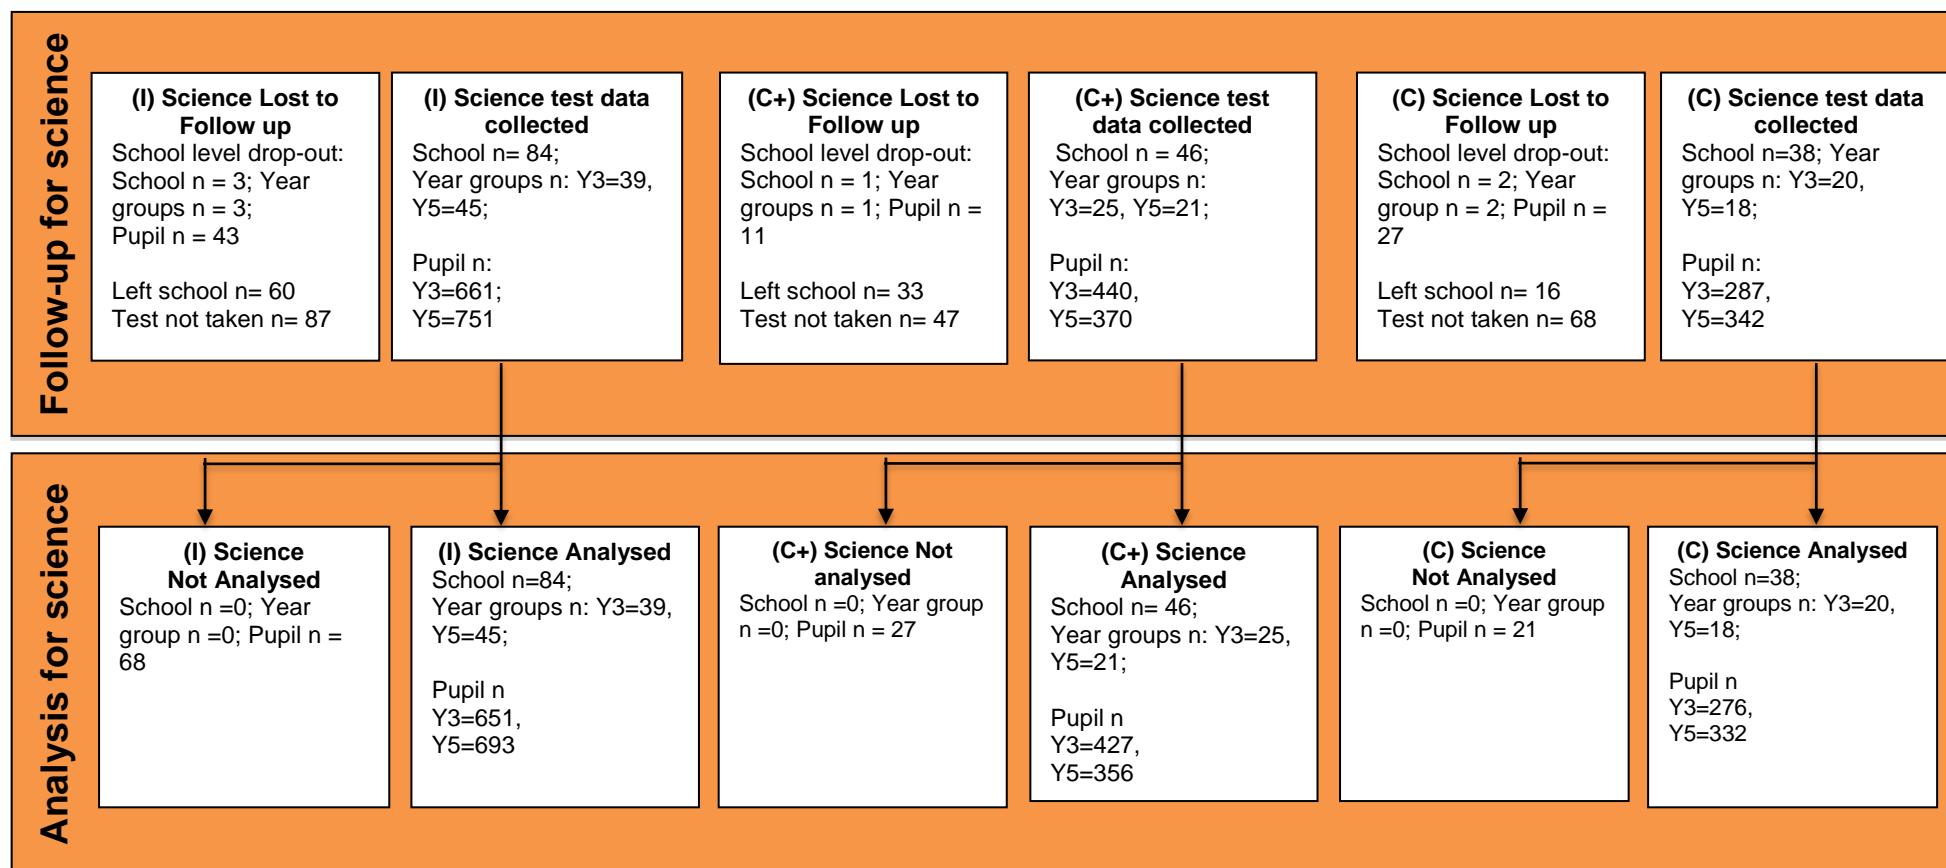 Follow-up for science
(I) Science Lost to
Follow up
School level drop-out:
School n = 3; Year
groups n = 3;
Pupil n = 43
Left school n= 60
Test not taken n= 87
(I) Science test data
collected
School n= 84;
Year groups n: Y3=39,
Y5=45;
Pupil n:
Y3=661;
Y5=751
(C+) Science Lost to
Follow up
School level drop-out:
School n = 1; Year
groups n = 1; Pupil n =
11
Left school n= 33
Test not taken n= 47
(C+) Science test
data collected
School n = 46;
Year groups n:
Y3=25, Y5=21;
Pupil n:
Y3=440,
Y5=370
(C) Science Lost to
Follow up
School level drop-out:
School n = 2; Year
group n = 2; Pupil n =
27
Left school n= 16
Test not taken n= 68
(C) Science test data
collected
School n=38; Year
groups n: Y3=20,
Y5=18;
Pupil n:
Y3=287,
Y5=342
Analysis for science
(I) Science
Not Analysed
School n =0; Year
group n =0; Pupil n =
68
(I) Science Analysed
School n=84;
Year groups n: Y3=39,
Y5=45;
Pupil n
Y3=651,
Y5=693
(C+) Science Not
analysed
School n =0; Year group
n =0; Pupil n = 27
(C+) Science
Analysed
School n= 46;
Year groups n: Y3=25,
Y5=21;
Pupil n
Y3=427,
Y5=356
(C) Science
Not Analysed
School n =0; Year group
n =0; Pupil n = 21
(C) Science Analysed
School n=38;
Year groups n: Y3=20,
Y5=18;
Pupil n
Y3=276,
Y5=332